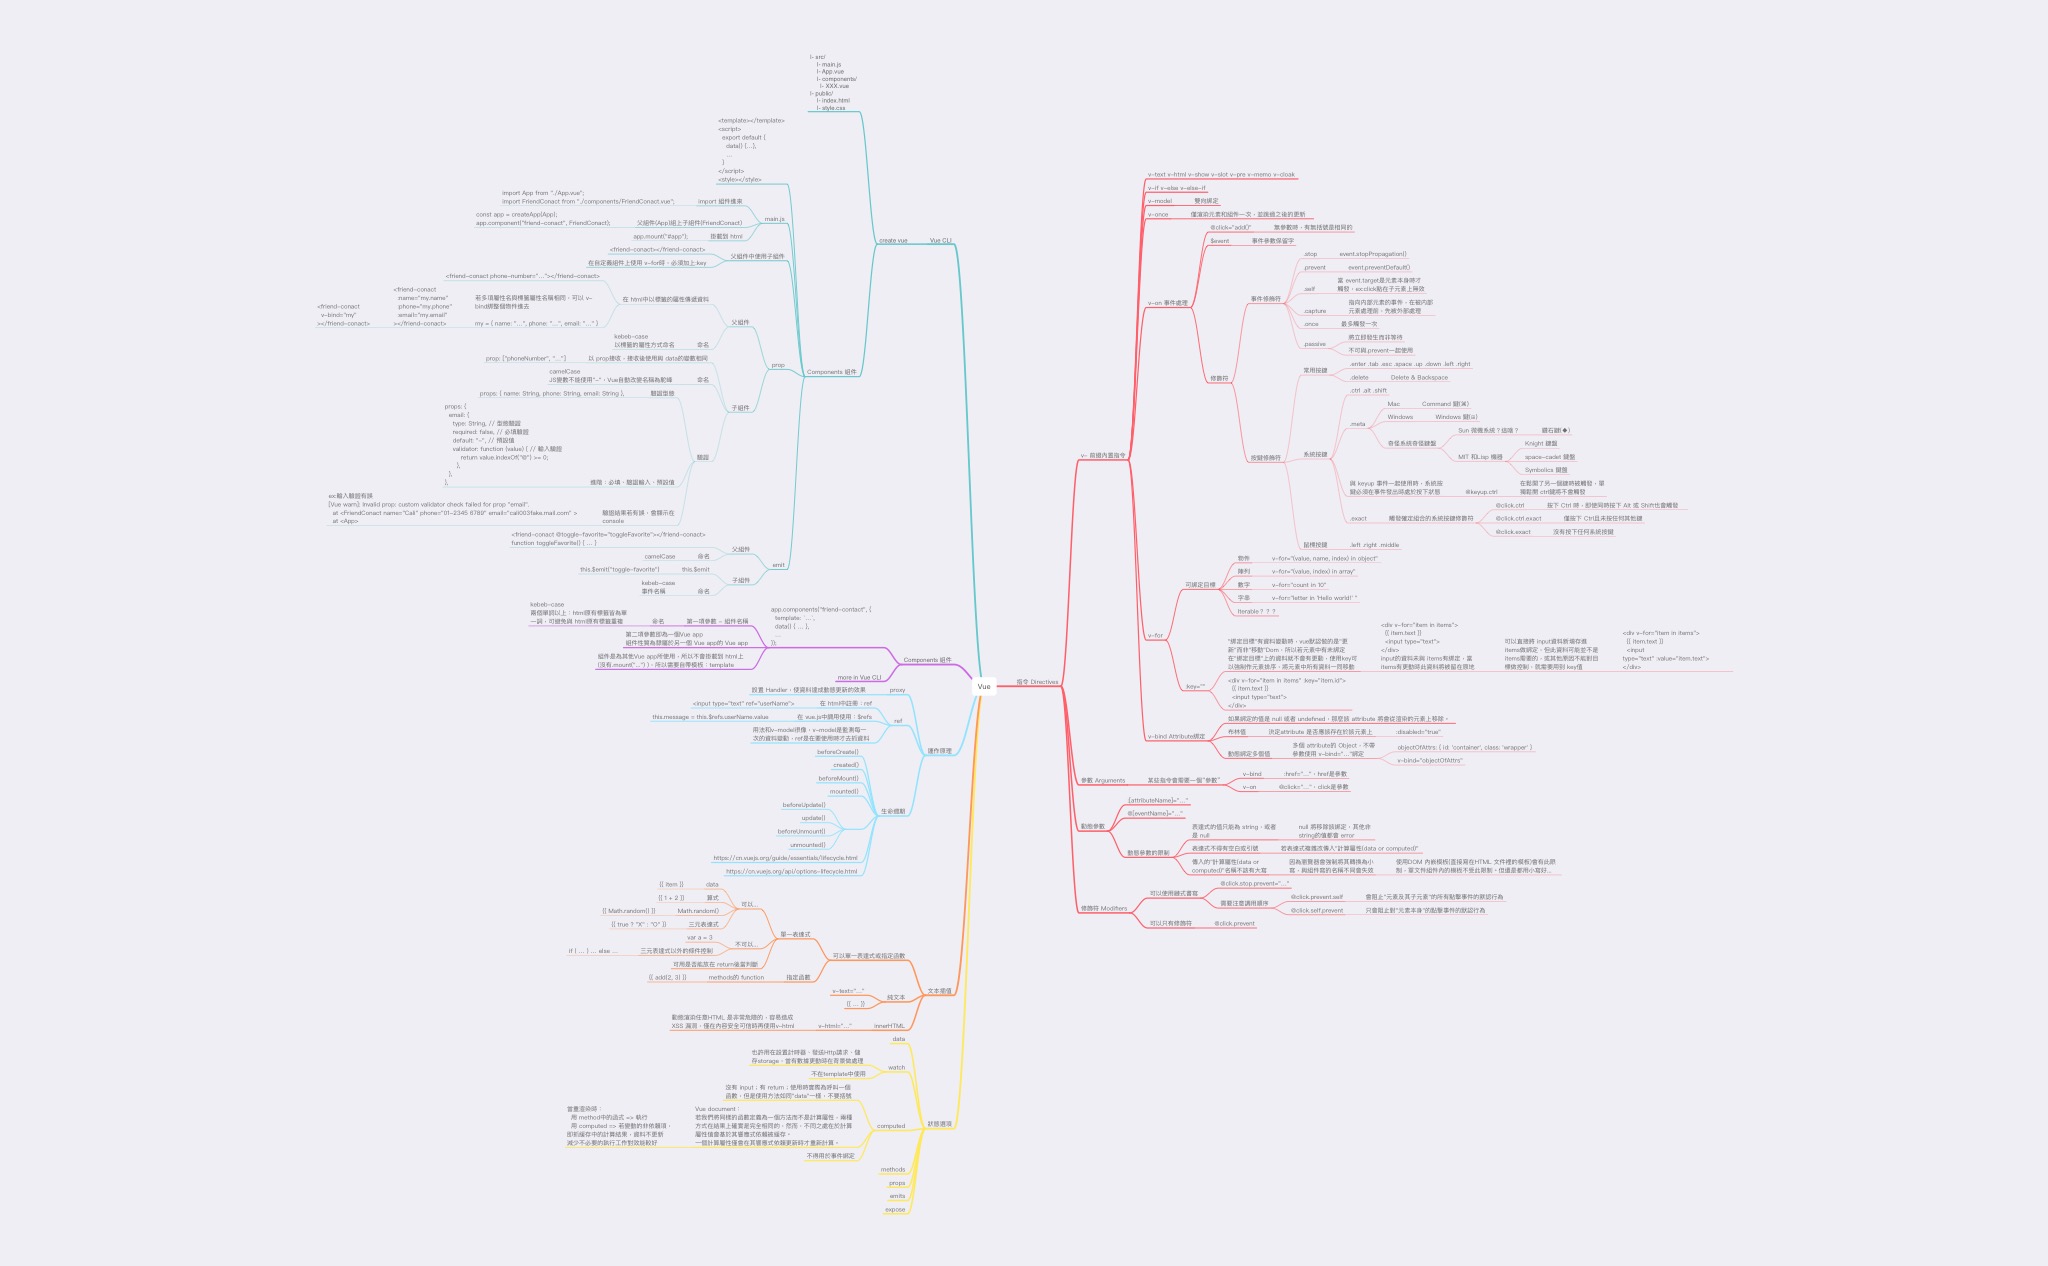 Vue
Vue CLI
create vue
|- src/
|- main.js
|- App.vue
|- components/
|- XXX.vue
|- public/
|- index.html
|- style.css
Components 組件
<template></template>
<script>
export default {
data() {...},
...
}
</script>
<style></style>
main.js
import 組件進來
import App from "./App.vue";
import FriendConact from "./components/FriendConact.vue";
父組件(App)綁上子組件(FriendConact)
const app = createApp(App);
app.component("friend-conact", FriendConact);
掛載到 html
app.mount("#app");
父組件中使用子組件
<friend-conact></friend-conact>
在自定義組件上使用 v-for時，必須加上:key
prop
父組件
在 html中以標籤的屬性傳遞資料
<friend-conact phone-number="..."></friend-conact>
若多項屬性名與標籤屬性名稱相同，可以 v-
bind綁整個物件進去
my = { name: "...", phone: "...", email: "..." }
<friend-conact
:name="my.name"
:phone="my.phone"
:email="my.email"
></friend-conact>
<friend-conact
v-bind="my"
></friend-conact>
命名
kebeb-case
以標籤的屬性方式命名
子組件
以 prop接收，接收後使用與 data的變數相同
prop: ["phoneNumber", "..."]
命名
camelCase
JS變數不能使用"-"，Vue自動改變名稱為駝峰
驗證
驗證型態
props: { name: String, phone: String, email: String },
進階：必填、驗證輸入、預設值
props: {
email: {
type: String, // 型態驗證
required: false, // 必填驗證
default: "-", // 預設值
validator: function (value) { // 輸入驗證
return value.indexOf("@") >= 0;
},
},
},
驗證結果若有誤，會顯示在
console
ex:輸入驗證有誤
[Vue warn]: Invalid prop: custom validator check failed for prop "email".
at <FriendConact name="Cali" phone="01-2345 6789" email="cali003fake.mail.com" >
at <App>
emit
父組件
<friend-conact @toggle-favorite="toggleFavorite"></friend-conact>
function toggleFavorite() { ... }
命名
camelCase
子組件
this.$emit
this.$emit("toggle-favorite")
命名
kebeb-case
事件名稱
Components 組件
app.components("friend-contact", {
template: `...`,
data() { ... },
....
});
第一項參數 - 組件名稱
命名
kebeb-case
兩個單詞以上：html原有標籤皆為單
一詞，可避免與 html原有標籤重複
第二項參數即為一個Vue app
組件性質為隸屬於另一個 Vue app的 Vue app
組件是為其他Vue app所使用，所以不會掛載到 html上
(沒有.mount("...") )，所以需要自帶模板：template
more in Vue CLI
運作原理
proxy
設置 Handler，使資料達成動態更新的效果
ref
在 html中註冊：ref
<input type="text" ref="userName">
在 vue.js中調用使用：$refs
this.message = this.$refs.userName.value
用法和v-model很像，v-model是監測每一
次的資料變動，ref是在要使用時才去抓資料
生命週期
beforeCreate()
created()
beforeMount()
mounted()
beforeUpdate()
update()
beforeUnmount()
unmounted()
https://cn.vuejs.org/guide/essentials/lifecycle.html
https://cn.vuejs.org/api/options-lifecycle.html
文本插值
可以單一表達式或指定函數
單一表達式
可以...
data
{{ item }}
算式
{{ 1 + 2 }}
Math.random()
{{ Math.random() }}
三元表達式
{{ true ? "X" : "O" }}
不可以...
var a = :)
三元表達式以外的條件控制
if ( ... ) ... else ...
可用是否能放在 return後當判斷
指定函數
methods的 function
{{ add(2, 3) }}
純文本
v-text="..."
{{ ... }}
innerHTML
v-html="..."
動態渲染任意HTML 是非常危險的，容易造成
XSS 漏洞，僅在內容安全可信時再使用v-html
狀態選項
data
watch
也許用在設置計時器、發送Http請求、儲
存storage，當有數據更動時在背景做處理
不在template中使用
computed
沒有 input；有 return；使用時實際為呼叫一個
函數，但是使用方法如同"data"一樣，不要括號
Vue document：
若我們將同樣的函數定義為一個方法而不是計算屬性，兩種
方式在結果上確實是完全相同的，然而，不同之處在於計算
屬性值會基於其響應式依賴被緩存。
一個計算屬性僅會在其響應式依賴更新時才重新計算。
當重渲染時：
用 method中的函式 => 執行
用 computed => 若變動的非依賴項，
即抓緩存中的計算結果，資料不更新
減少不必要的執行工作對效能較好
不得用於事件綁定
methods
props
emits
expose
指令 Directives
v- 前綴內置指令
v-text v-html v-show v-slot v-pre v-memo v-cloak
v-if v-else v-else-if
v-model
雙向綁定
v-once
僅渲染元素和組件一次，並跳過之後的更新
v-on 事件處理
@click="add()"
無參數時，有無括號是相同的
$event
事件參數保留字
修飾符
事件修飾符
.stop
event.stopPropagation()
.prevent
event.preventDefault()
.self
當 event.target是元素本身時才
觸發，ex:click點在子元素上無效
.capture
指向內部元素的事件，在被內部
元素處理前，先被外部處理
.once
最多觸發一次
.passive
將立即發生而非等待
不可與.prevent一起使用
按鍵修飾符
常用按鍵
.enter .tab .esc .space .up .down .left .right
.delete
Delete & Backspace
系統按鍵
.ctrl .alt .shift
.meta
Mac
Command 鍵(⌘)
Windows
Windows 鍵(⊞)
奇怪系統奇怪鍵盤
Sun 微機系統？這啥？
鑽石鍵(◆)
MIT 和Lisp 機器
Knight 鍵盤
space-cadet 鍵盤
Symbolics 鍵盤
與 keyup 事件一起使用時，系統按
鍵必須在事件發出時處於按下狀態
@keyup.ctrl
在鬆開了另一個鍵時被觸發，單
獨鬆開 ctrl鍵將不會觸發
.exact
觸發確定組合的系統按鍵修飾符
@click.ctrl
按下 Ctrl 時，即使同時按下 Alt 或 Shift也會觸發
@click.ctrl.exact
僅按下 Ctrl且未按任何其他鍵
@click.exact
沒有按下任何系統按鍵
鼠標按鍵
.left .right .middle
v-for
可綁定目標
物件
v-for="(value, name, index) in object"
陣列
v-for="(value, index) in array"
數字
v-for="count in 10"
字串
v-for="letter in 'Hello world!' "
Iterable？？？
:key=""
"綁定目標"有資料變動時，vue默認做的是"更
新"而非"移動"Dom，所以若元素中有未綁定
在"綁定目標"上的資料就不會有更動，使用key可
以強制作元素排序，將元素中所有資料一同移動
<div v-for="item in items">
{{ item.text }}
<input type="text">
</div>
input的資料未與 items有綁定，當
items有更動時此資料將被留在原地
可以直接將 input資料新增存進
items做綁定，但此資料可能並不是
items需要的，或其他原因不能對目
標做控制，就需要用到:key值
<div v-for="item in items">
{{ item.text }}
<input
type="text" :value="item.text">
</div>
<div v-for="item in items" :key="item.id">
{{ item.text }}
<input type="text">
</div>
v-bind Attribute綁定
如果綁定的值是 null 或者 undefined，那麼該 attribute 將會從渲染的元素上移除。
布林值
決定attribute 是否應該存在於該元素上
:disabled="true"
動態綁定多個值
多個 attribute的 Object，不帶
參數使用 v-bind="..."綁定
objectOfAttrs: { id: 'container', class: 'wrapper' }
v-bind="objectOfAttrs"
參數 Arguments
某些指令會需要一個"參數"
v-bind
:href="..."，href是參數
v-on
@click="..."，click是參數
動態參數
:[attributeName]="..."
@[eventName]="..."
動態參數的限制
表達式的值只能為 string，或者
是 null
null 將移除該綁定，其他非
string的值都會 error
表達式不得有空白或引號
若表達式複雜改傳入"計算屬性(data or computed)"
傳入的"計算屬性(data or
computed)"名稱不該有大寫
因為瀏覽器會強制將其轉換為小
寫，與組件寫的名稱不同會失效
使用DOM 內嵌模板(直接寫在HTML 文件裡的模板)會有此限
制，單文件組件內的模板不受此限制。但還是都用小寫好...
修飾符 Modifiers
可以使用鏈式書寫
@click.stop.prevent="..."
需要注意調用順序
@click.prevent.self
會阻止"元素及其子元素"的所有點擊事件的默認行為
@click.self.prevent
只會阻止對"元素本身"的點擊事件的默認行為
可以只有修飾符
@click.prevent